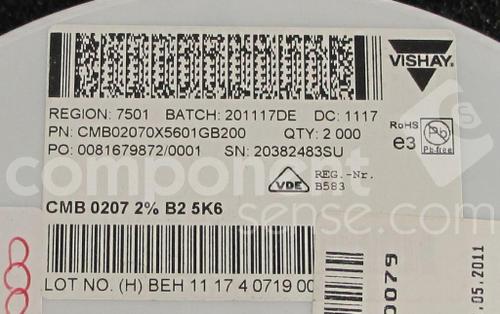 VISHAY.
REGION: 7501 BATCH: 201117DE DC: 1117
PN: CMB02070X5601GB200 QTY: 2 000
RoHS
e3 Pb-free
PO: 0081679872/0001 SN: 20382483SU
VDE REG.-Nr.
B583
component
sense.com
CMB 0207 2% B2 5K6
LOT NO. (H) BEH 11 17 4 0719 00
0079
.05.2011